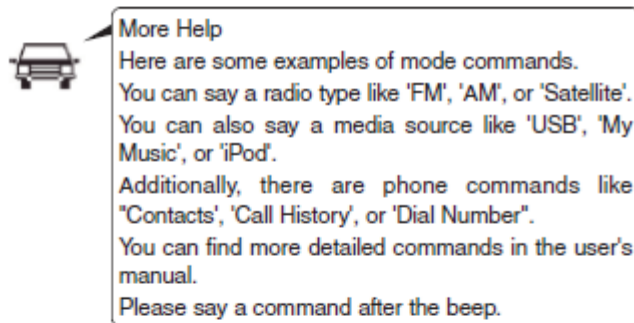 More Help
Here are some examples of mode commands.
You can say a radio type like 'FM', 'AM', or 'Satellite'.
You can also say a media source like 'USB', 'My
Music', or 'iPod'.
Additionally, there are phone commands like
"Contacts', 'Call History', or 'Dial Number".
You can find more detailed commands in the user's
manual.
Please say a command after the beep.